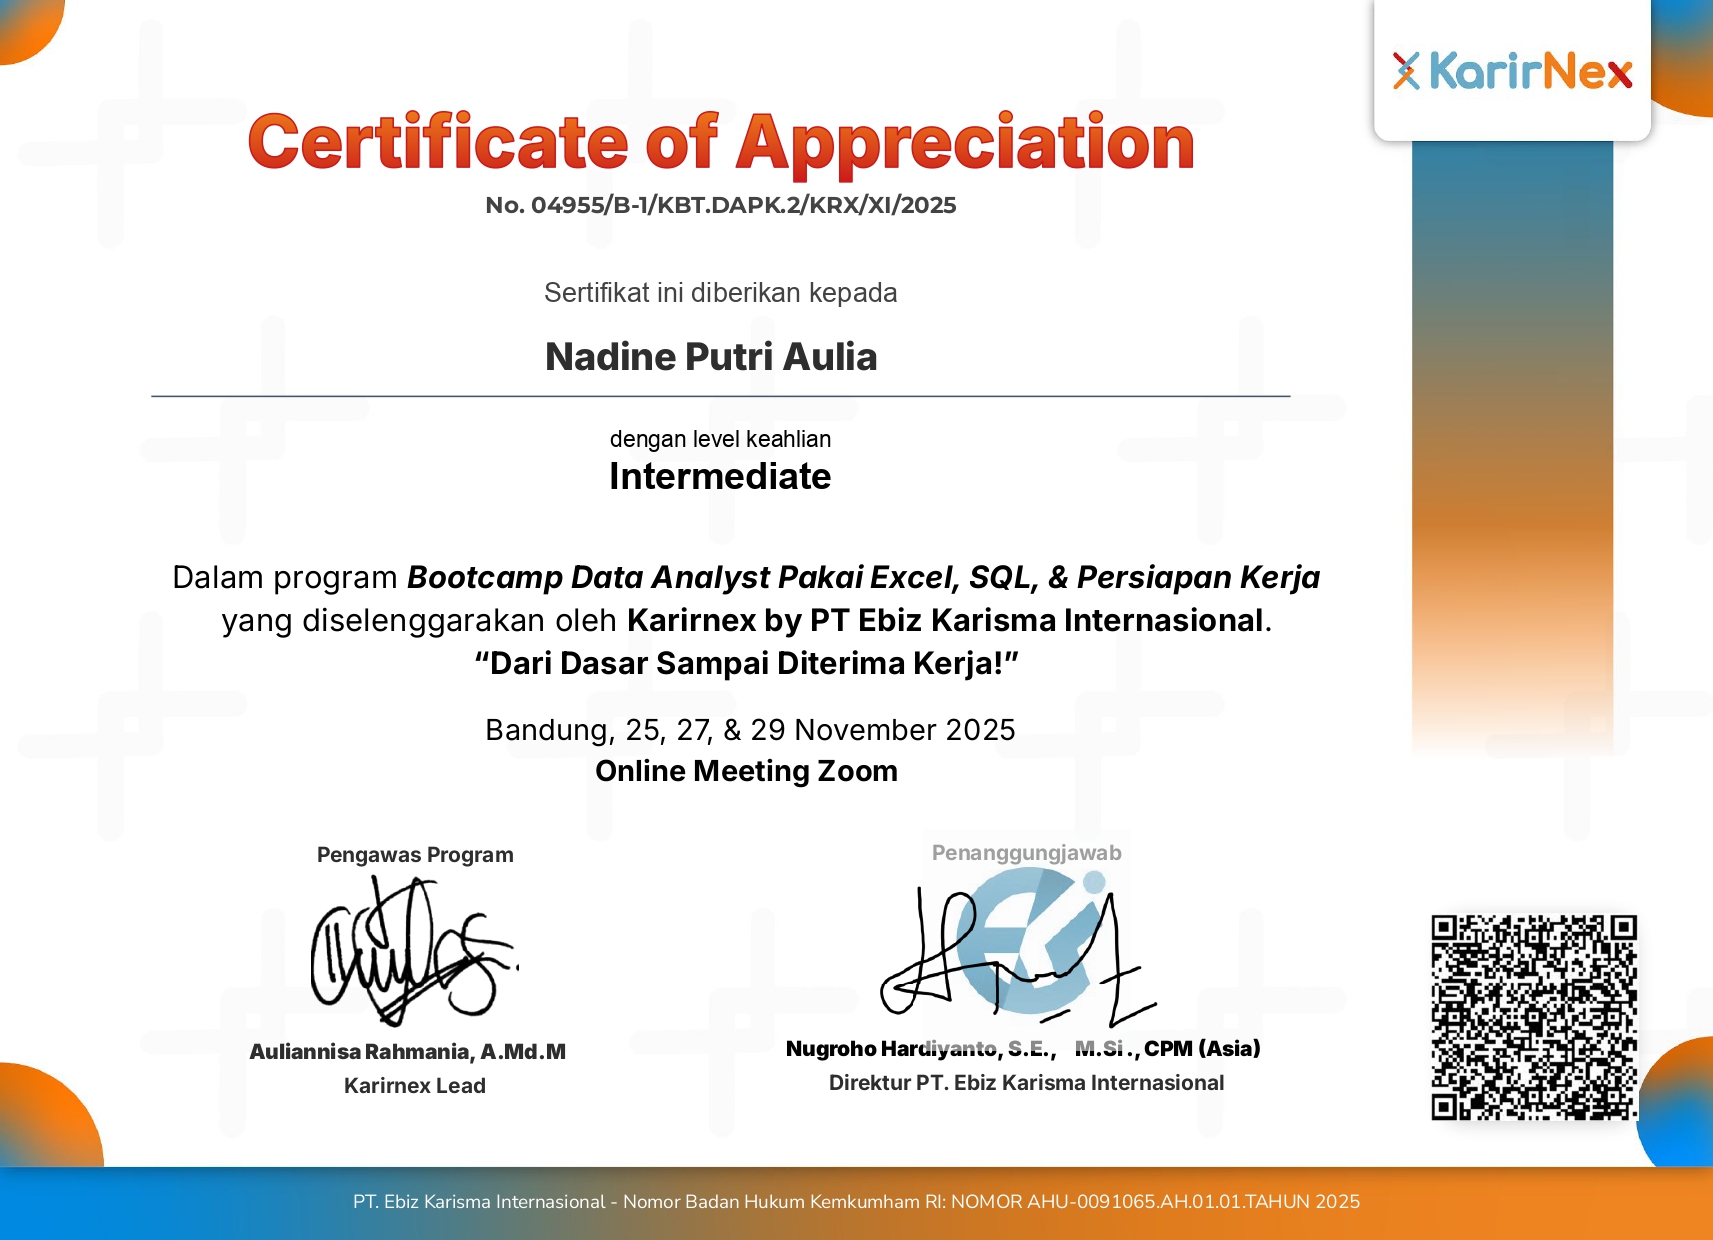 KarirNex
Certificate of Appreciation
No. 04955/B-1/KBT.DAPK.2/KRX/XI/2025
Sertifikat ini diberikan kepada
Nadine Putri Aulia
dengan level keahlian
Intermediate
Dalam program Bootcamp Data Analyst Pakai Excel, SQL, & Persiapan Kerja
yang diselenggarakan oleh Karirnex by PT Ebiz Karisma Internasional.
“Dari Dasar Sampai Diterima Kerja!”
Bandung, 25, 27, & 29 November 2025
Online Meeting Zoom
Pengawas Program
Auliannisa Rahmania, A.Md.M
Karirnex Lead
Penanggungjawab
Nugroho Hardiyanto, S.E., M.Si., CPM (Asia)
Direktur PT. Ebiz Karisma Internasional
PT. Ebiz Karisma Internasional - Nomor Badan Hukum Kemkumham RI: NOMOR AHU-0091065.AH.01.01.TAHUN 2025